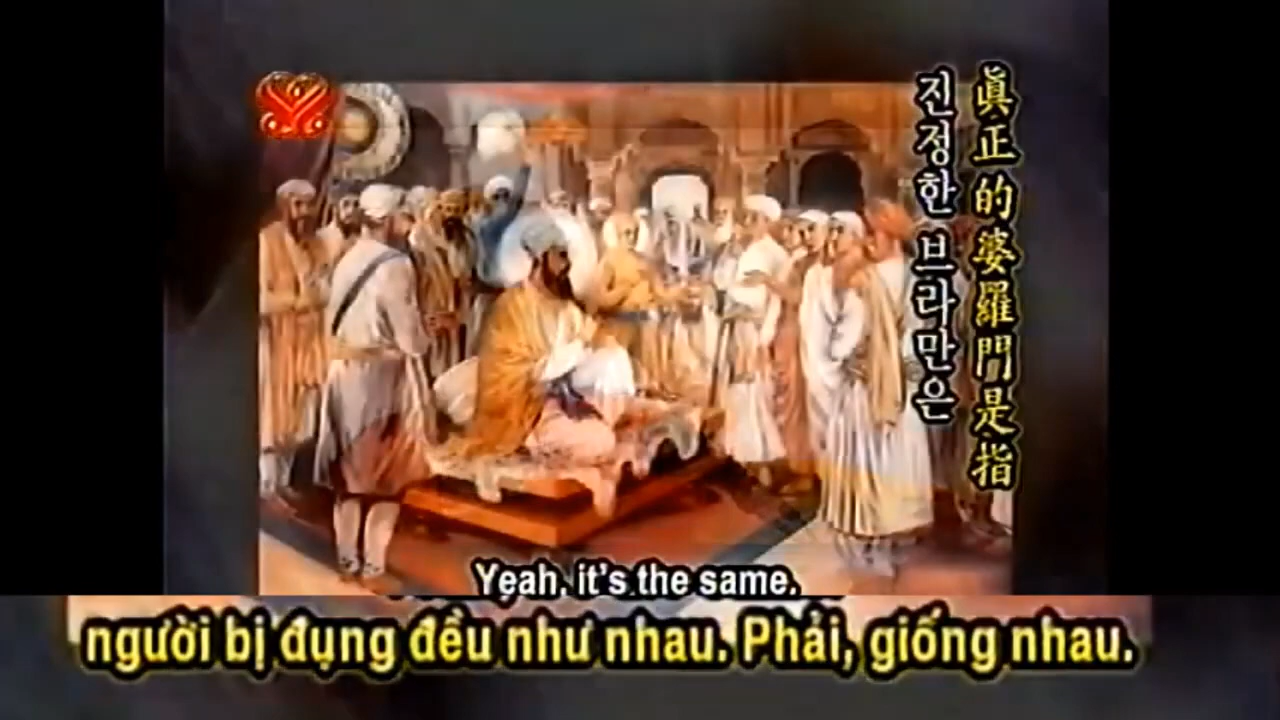 眞正的婆羅門是指
진정한 브라만은
Yeah, it's the same.
người bị đụng đều như nhau. Phải, giống nhau.